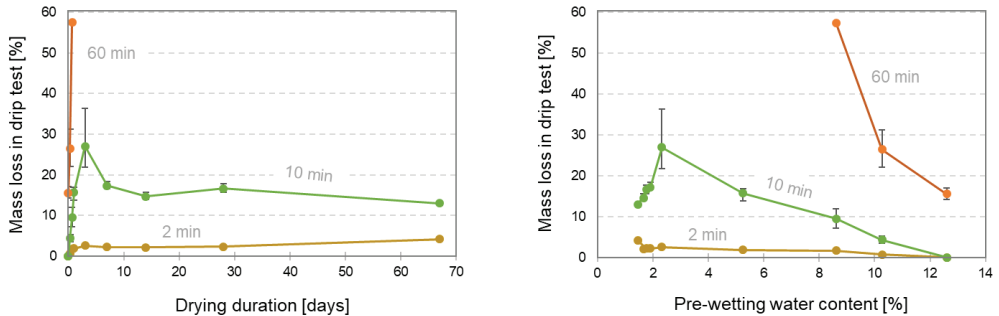 Mass loss in drip test [%]
60
50
40
30
20
10
0
60 min
10 min
2 min
0 10 20 30 40 50 60 70
Drying duration [days]
Mass loss in drip test [%]
60
50
40
30
20
10
0
60 min
10 min
2 min
0 2 4 6 8 10 12 14
Pre-wetting water content [%]